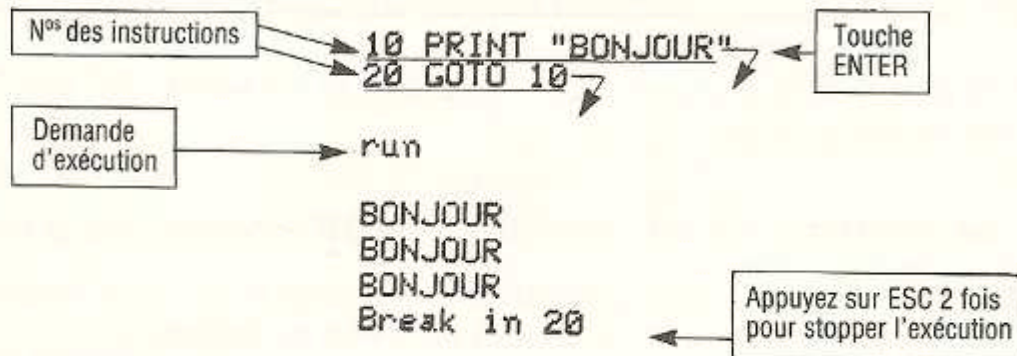 Nos des instructions
10 PRINT "BONJOUR"
20 GOTO 10
Touche
ENTER
Demande
d'exécution
run
BONJOUR
BONJOUR
BONJOUR
Break in 20
Appuyez sur ESC 2 fois
pour stopper l'exécution